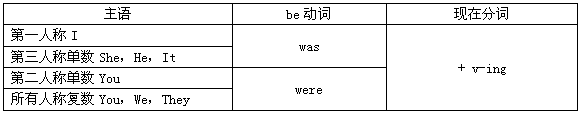 主语 be 动词 现在分词
第一人称 I
was
第三人称单数 She, He, It
+ v-ing
第二人称单数 You
were
所有人称复数 You, We, They